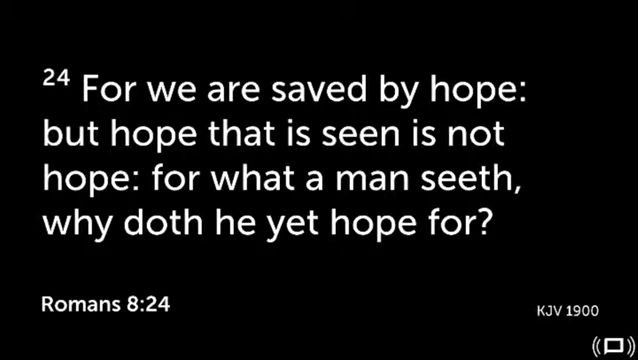 24 For we are saved by hope:
but hope that is seen is not
hope: for what a man seeth,
why doth he yet hope for?
Romans 8:24
KJV 1900